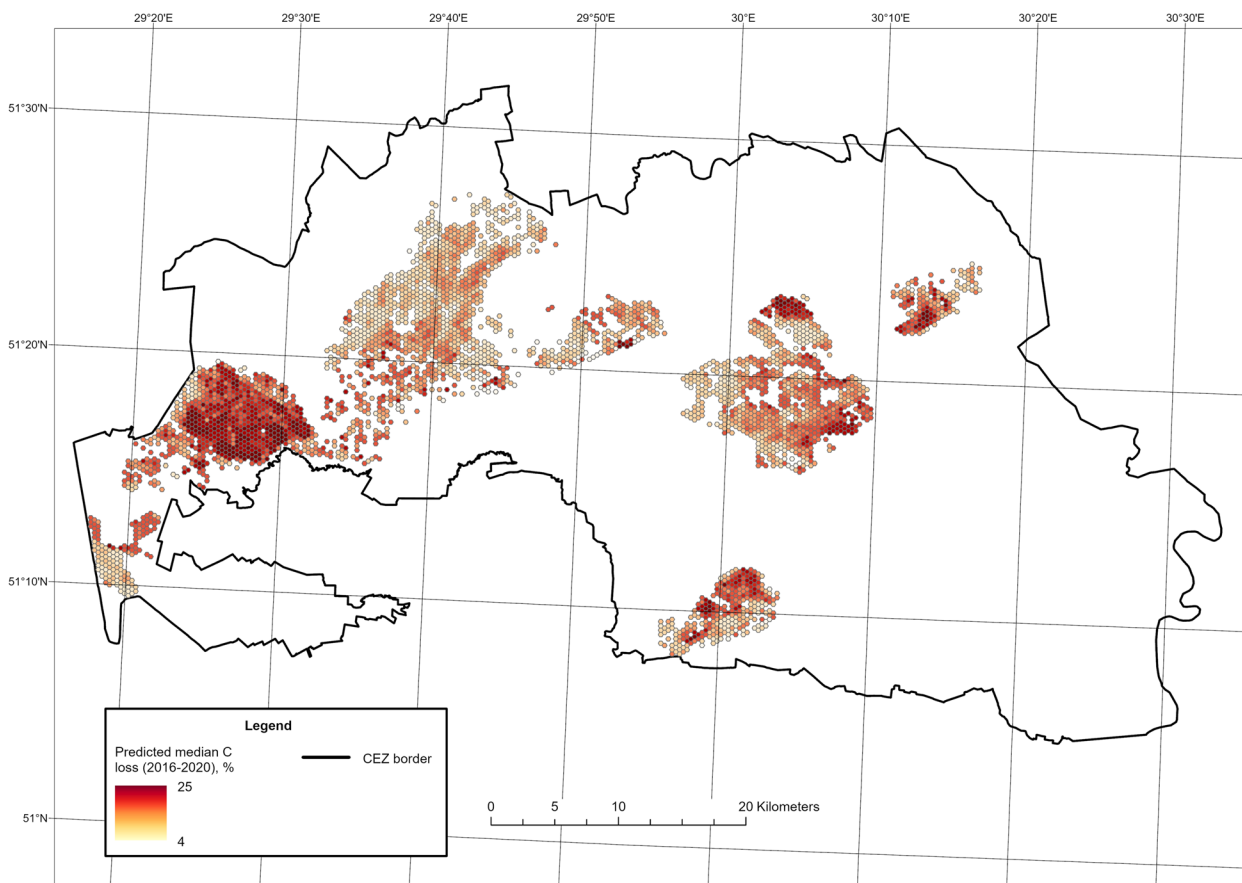 29°20'E 29°30'E 29°40'E 29°50'E 30°E 30°10'E 30°20'E 30°30'E
51°30'N
51°20'N
51°10'N
51°N
Legend
Predicted median C
loss (2016-2020), %
25
4
CEZ border
0 5 10 20 Kilometers